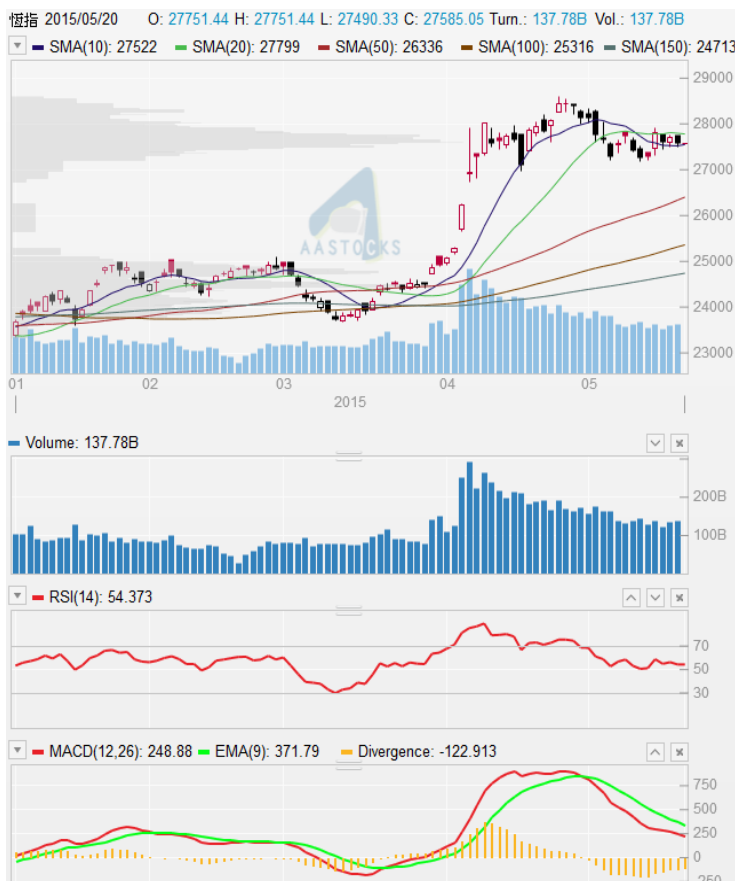 恆指 2015/05/20 O: 27751.44 H: 27751.44 L: 27490.33 C: 27585.05 Turn.: 137.78B Vol.: 137.78B
SMA(10): 27522 SMA(20): 27799 SMA(50): 26336 SMA(100): 25316 SMA(150): 24713
29000
28000
27000
26000
AASTOCKS
25000
24000
23000
01 02 03 04 05
2015
Volume: 137.78B
200B
100B
RSI(14): 54.373
70
50
30
MACD(12,26): 248.88 EMA(9): 371.79 Divergence: -122.913
750
500
250
0
-250